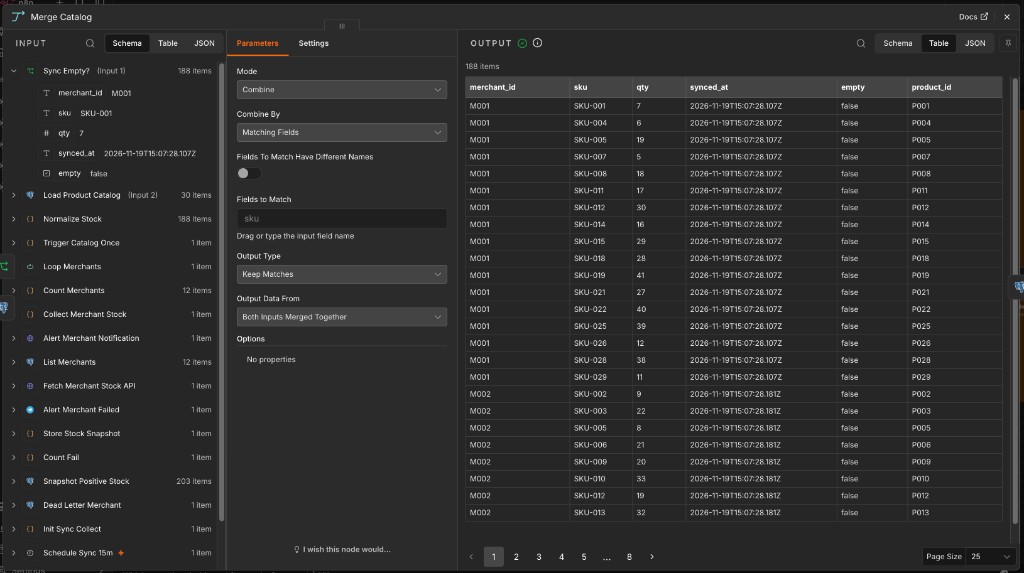 Merge Catalog
Docs
INPUT
Schema Table JSON
Sync Empty? (Input 1) 188 items
T merchant_id M001
T sku SKU-001
# qty 7
T synced_at 2026-11-19T15:07:28.107Z
empty false
Load Product Catalog (Input 2) 30 items
Normalize Stock 188 items
Trigger Catalog Once 1 item
Loop Merchants 1 item
Count Merchants 12 items
Collect Merchant Stock 1 item
Alert Merchant Notification 1 item
List Merchants 12 items
Fetch Merchant Stock API 1 item
Alert Merchant Failed 1 item
Store Stock Snapshot 1 item
Count Fail 1 item
Snapshot Positive Stock 203 items
Dead Letter Merchant 1 item
Init Sync Collect 1 item
Schedule Sync 15m 1 item
Parameters Settings
Mode
Combine
Combine By
Matching Fields
Fields To Match Have Different Names
Fields to Match
sku
Drag or type the input field name
Output Type
Keep Matches
Output Data From
Both Inputs Merged Together
Options
No properties
I wish this node would...
OUTPUT
Schema Table JSON
188 items
merchant_id sku qty synced_at empty product_id
M001 SKU-001 7 2026-11-19T15:07:28.107Z false P001
M001 SKU-004 6 2026-11-19T15:07:28.107Z false P004
M001 SKU-005 19 2026-11-19T15:07:28.107Z false P005
M001 SKU-007 5 2026-11-19T15:07:28.107Z false P007
M001 SKU-008 18 2026-11-19T15:07:28.107Z false P008
M001 SKU-011 17 2026-11-19T15:07:28.107Z false P011
M001 SKU-012 30 2026-11-19T15:07:28.107Z false P012
M001 SKU-014 16 2026-11-19T15:07:28.107Z false P014
M001 SKU-015 29 2026-11-19T15:07:28.107Z false P015
M001 SKU-018 28 2026-11-19T15:07:28.107Z false P018
M001 SKU-019 41 2026-11-19T15:07:28.107Z false P019
M001 SKU-021 27 2026-11-19T15:07:28.107Z false P021
M001 SKU-022 40 2026-11-19T15:07:28.107Z false P022
M001 SKU-025 39 2026-11-19T15:07:28.107Z false P025
M001 SKU-026 12 2026-11-19T15:07:28.107Z false P026
M001 SKU-028 38 2026-11-19T15:07:28.107Z false P028
M001 SKU-029 11 2026-11-19T15:07:28.107Z false P029
M002 SKU-002 9 2026-11-19T15:07:28.181Z false P002
M002 SKU-003 22 2026-11-19T15:07:28.181Z false P003
M002 SKU-005 8 2026-11-19T15:07:28.181Z false P005
M002 SKU-006 21 2026-11-19T15:07:28.181Z false P006
M002 SKU-009 20 2026-11-19T15:07:28.181Z false P009
M002 SKU-010 33 2026-11-19T15:07:28.181Z false P010
M002 SKU-012 19 2026-11-19T15:07:28.181Z false P012
M002 SKU-013 32 2026-11-19T15:07:28.181Z false P013
1 2 3 4 5 ... 8
Page Size 25